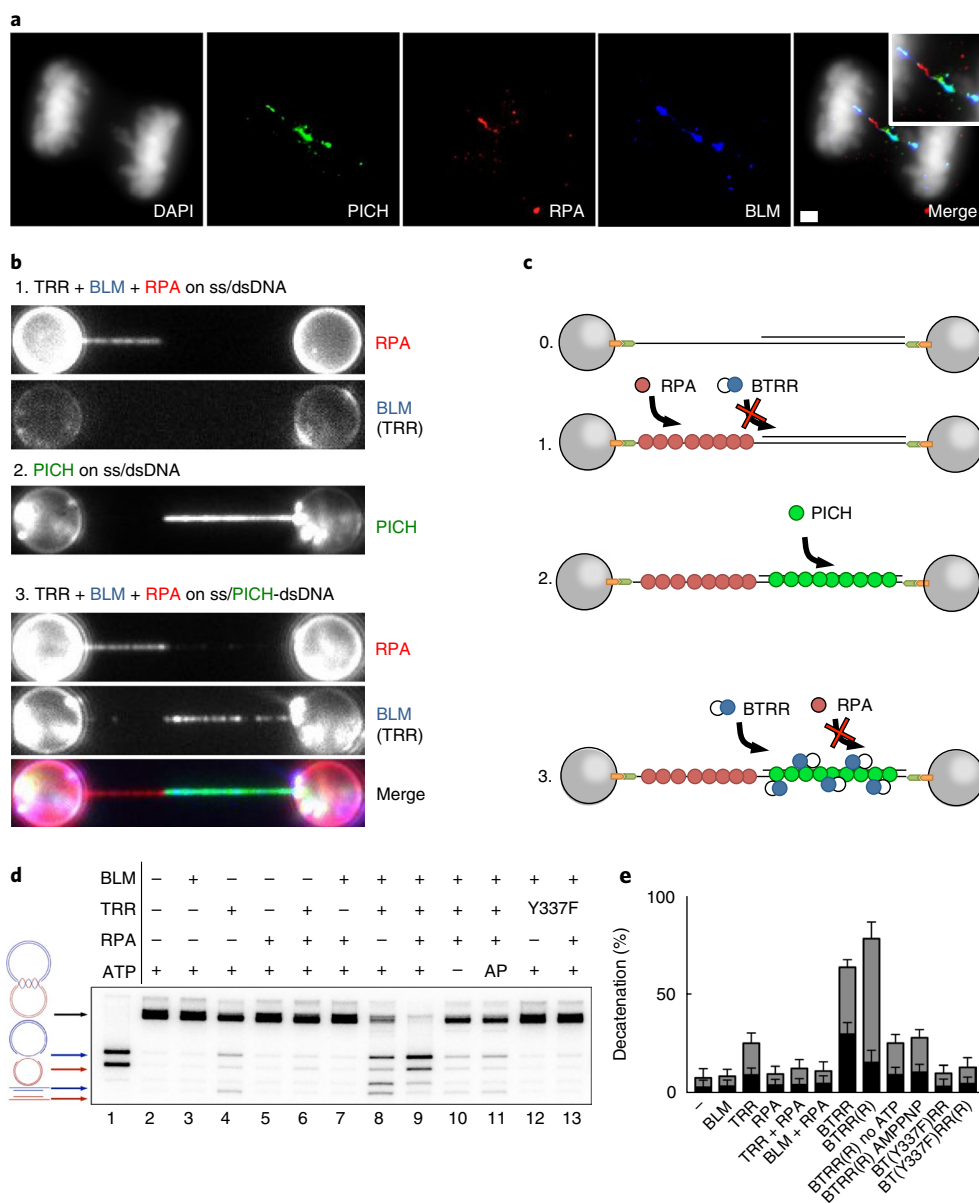 a
DAPI PICH RPA BLM Merge
b
1. TRR + BLM + RPA on ss/dsDNA
RPA
BLM
(TRR)
2. PICH on ss/dsDNA
PICH
3. TRR + BLM + RPA on ss/PICH-dsDNA
RPA
BLM
(TRR)
Merge
c
0.
RPA BTRR
1.
PICH
2.
BTRR RPA
3.
d
BLM – + – – – + + + + + + +
TRR – – + – + – + + + + Y337F
RPA – – – + + + – + + + – +
ATP + + + + + + + + – AP + +
1 2 3 4 5 6 7 8 9 10 11 12 13
e
Decatenation (%)
100
50
0
–
BLM
TRR
RPA
TRR + RPA
BLM + RPA
BTRR
BTRR(R)
BTRR(R) no ATP
BTRR(R) AMPPNP
BT(Y337F)RR
BT(Y337F)RR(R)